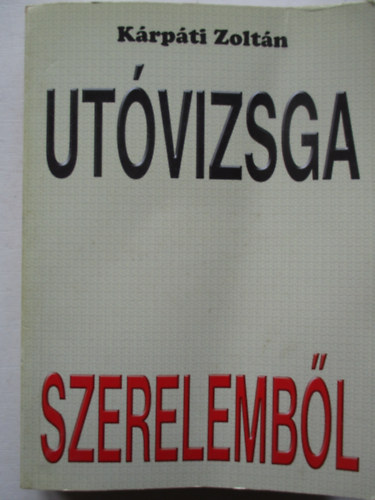 Kárpáti Zoltán
UTÓVIZSGA
SZERELEMBŐL